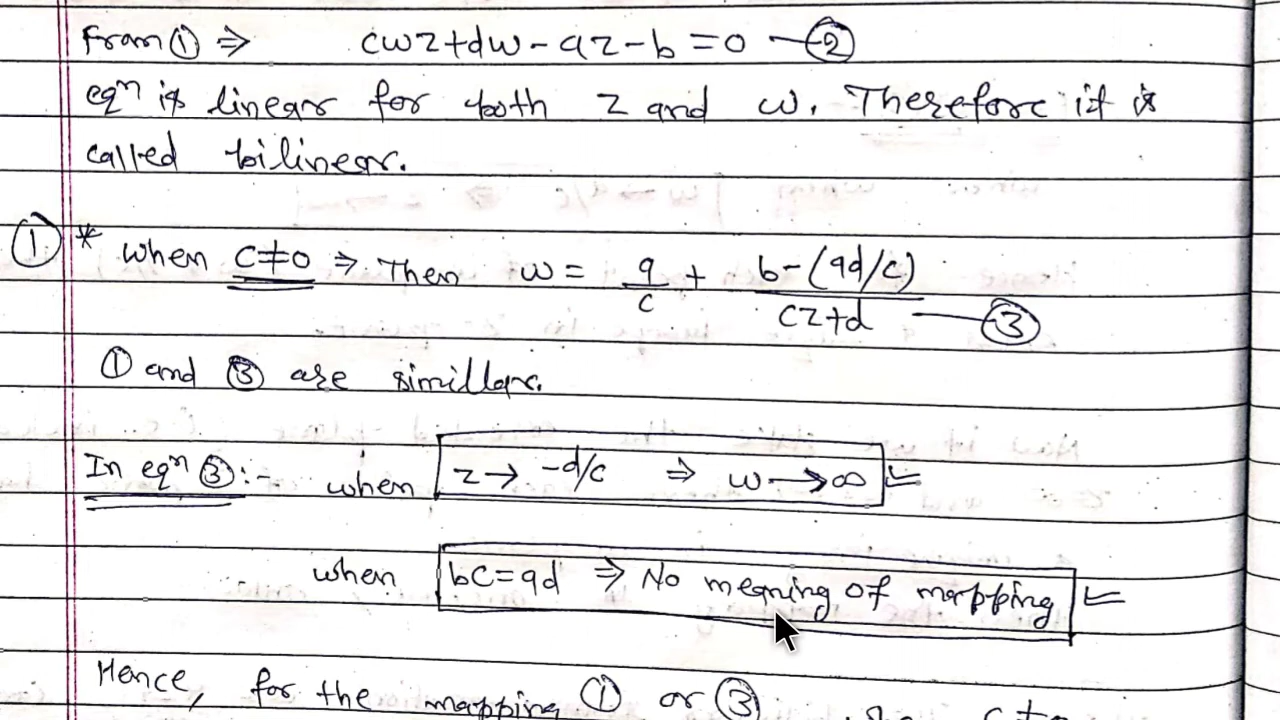 From ① ⇒ cwz+dw-az-b=0 —②
eqⁿ is linear for both z and w. Therefore it is
called bilinear.
① * when c≠0 ⇒ Then w = a/c + (b-(ad/c))/(cz+d) —③
① and ③ are similler.
In eqⁿ ③:- when z→ -d/c ⇒ w→∞
when bc=ad ⇒ No meaning of mapping
Hence, for the mapping ① or ③